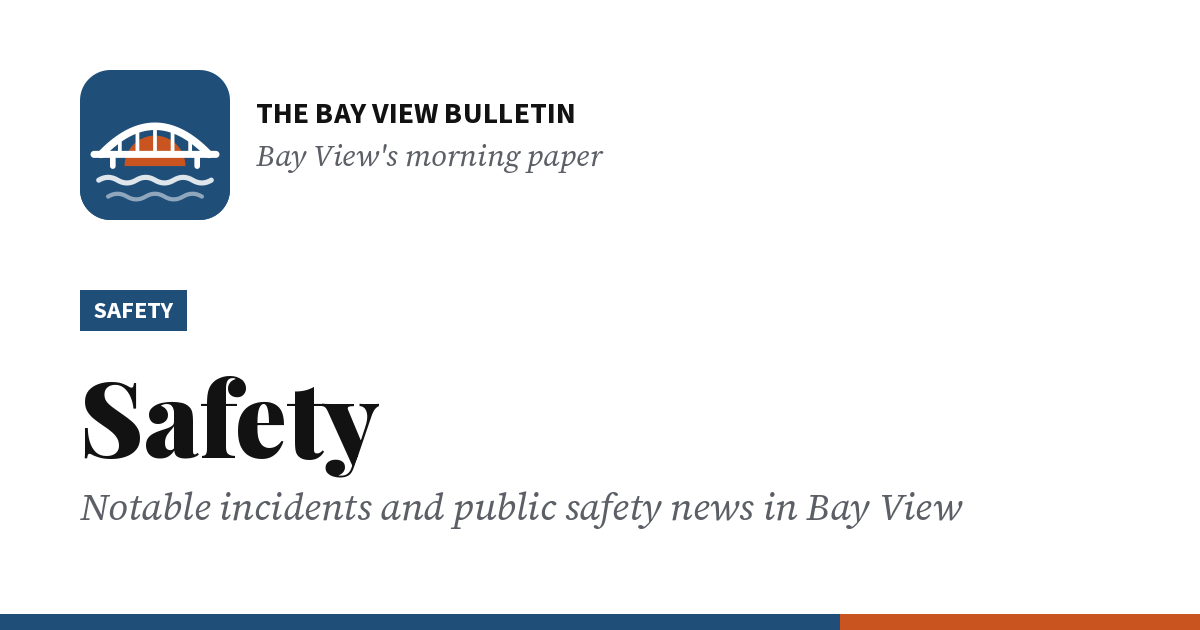 THE BAY VIEW BULLETIN
Bay View's morning paper
SAFETY
Safety
Notable incidents and public safety news in Bay View